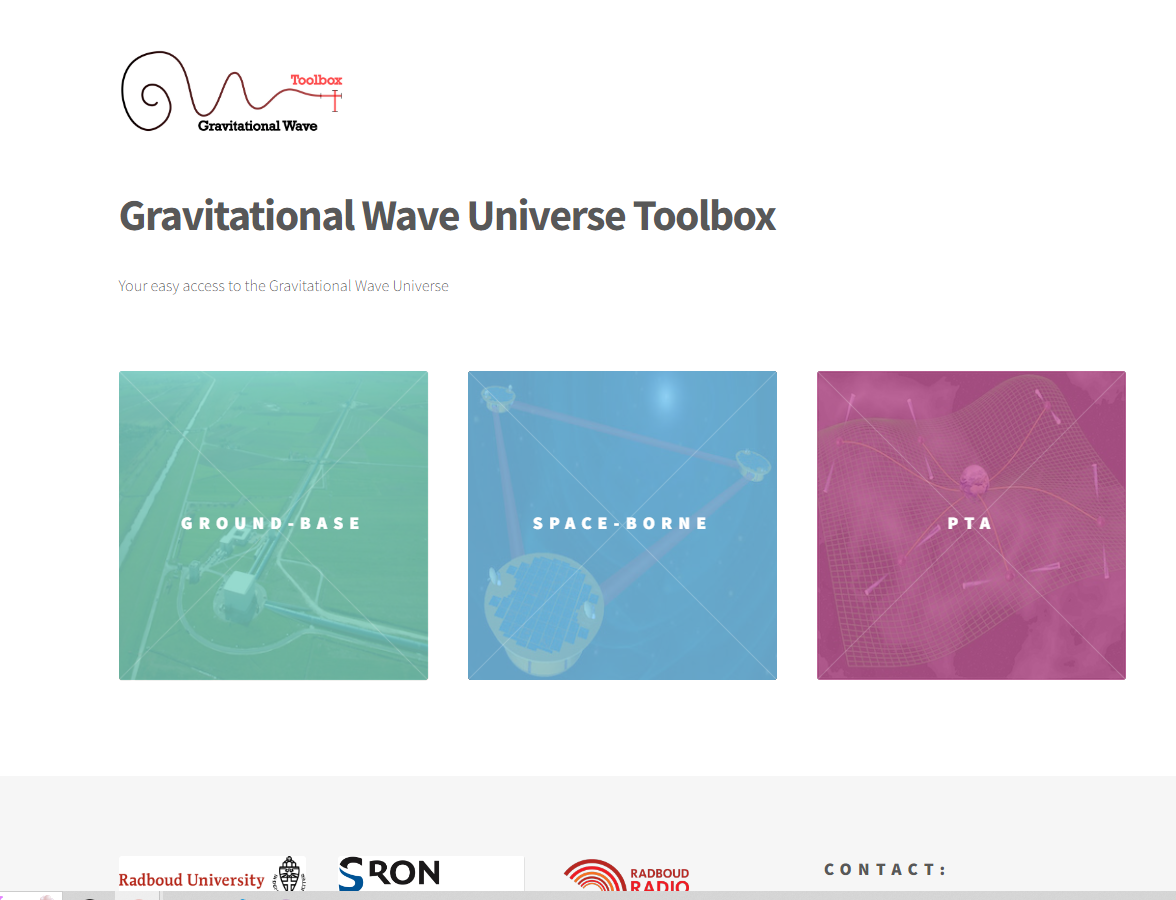 Toolbox
Gravitational Wave
Gravitational Wave Universe Toolbox
Your easy access to the Gravitational Wave Universe
GROUND-BASE
SPACE-BORNE
PTA
Radboud University
SRON
RADBOUD
RADIO
CONTACT: